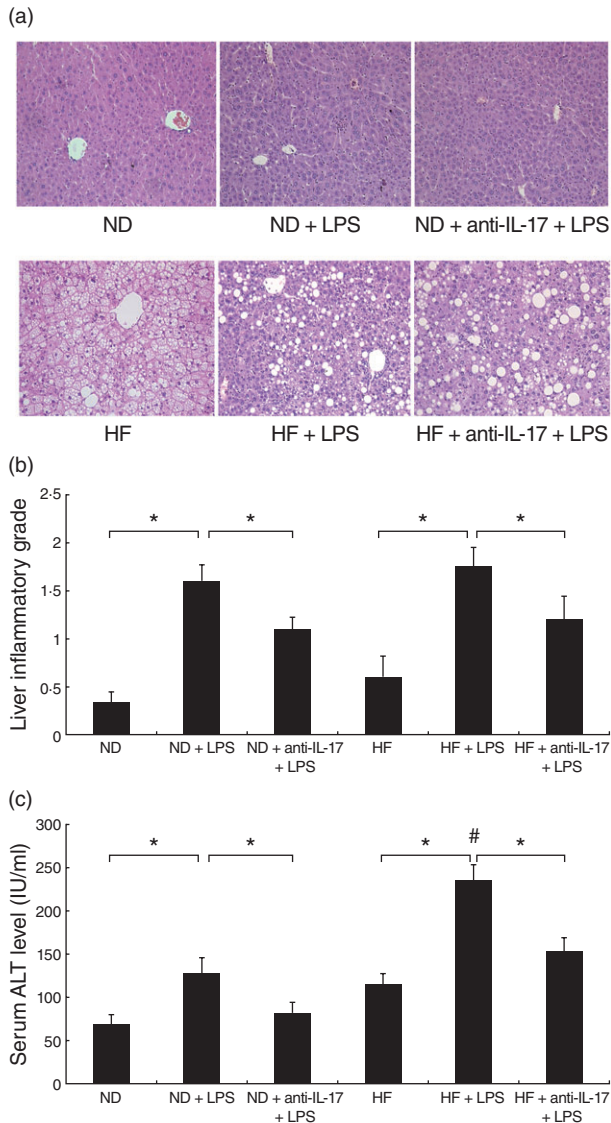 (a)
ND
ND + LPS
ND + anti-IL-17 + LPS
HF
HF + LPS
HF + anti-IL-17 + LPS
(b)
Liver inflammatory grade
2·5
2
1·5
1
0·5
0
*
*
*
*
ND
ND + LPS
ND + anti-IL-17
+ LPS
HF
HF + LPS
HF + anti-IL-17
+ LPS
(c)
Serum ALT level (IU/ml)
300
250
200
150
100
50
0
*
*
*
#
*
ND
ND + LPS
ND + anti-IL-17
+ LPS
HF
HF + LPS
HF + anti-IL-17
+ LPS